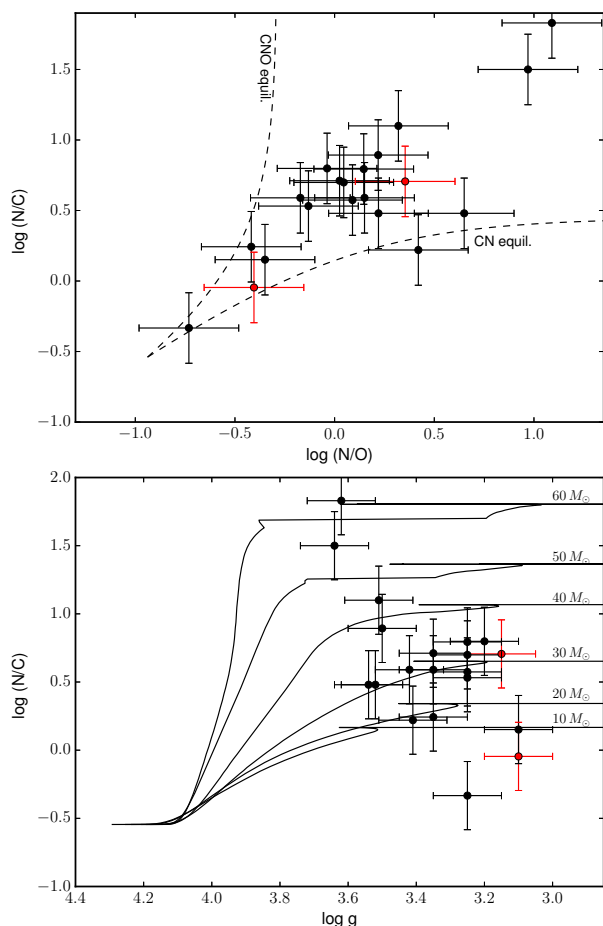 1.5
1.0
0.5
0.0
−0.5
−1.0
log (N/C)
CNO equil.
CN equil.
−1.0 −0.5 0.0 0.5 1.0
log (N/O)
2.0
1.5
1.0
0.5
0.0
−0.5
−1.0
log (N/C)
60 M⊙
50 M⊙
40 M⊙
30 M⊙
20 M⊙
10 M⊙
4.4 4.2 4.0 3.8 3.6 3.4 3.2 3.0
log g